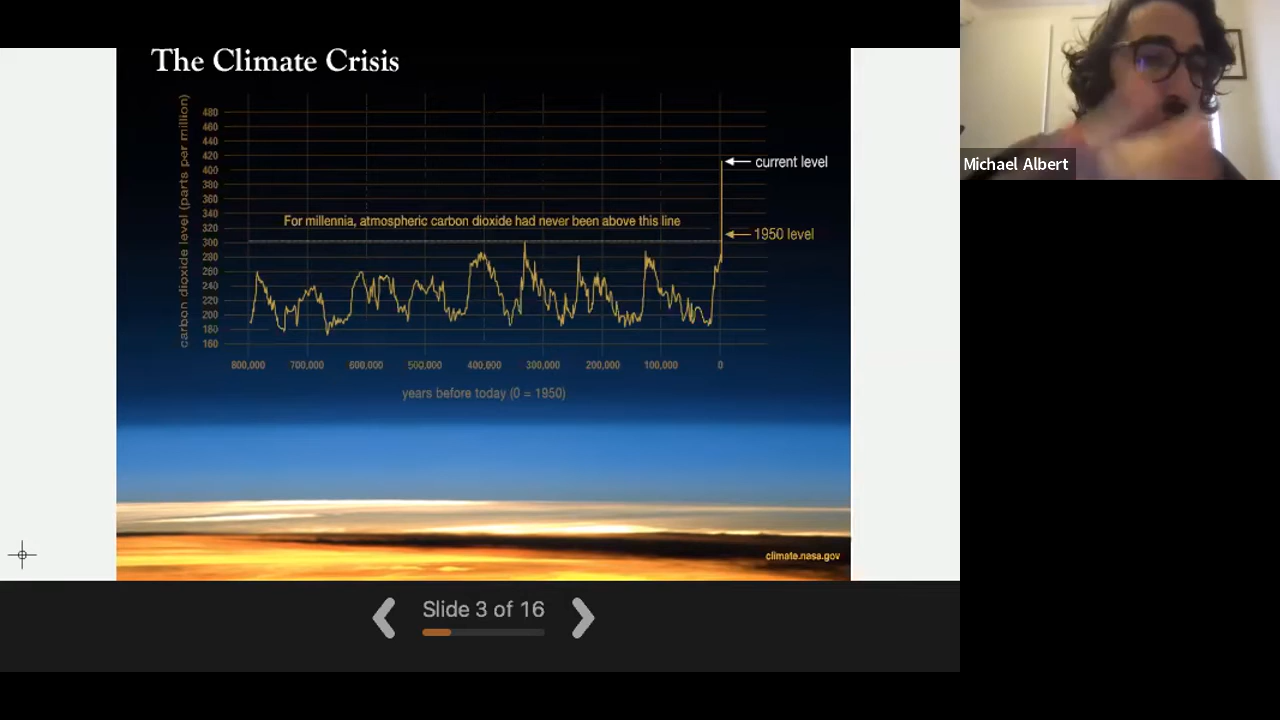 The Climate Crisis
carbon dioxide level (parts per million)
480
460
440
420
400
380
360
340
320
300
280
260
240
220
200
180
160
current level
For millennia, atmospheric carbon dioxide had never been above this line
1950 level
800,000 700,000 600,000 500,000 400,000 300,000 200,000 100,000 0
years before today (0 = 1950)
climate.nasa.gov
Slide 3 of 16
Michael Albert